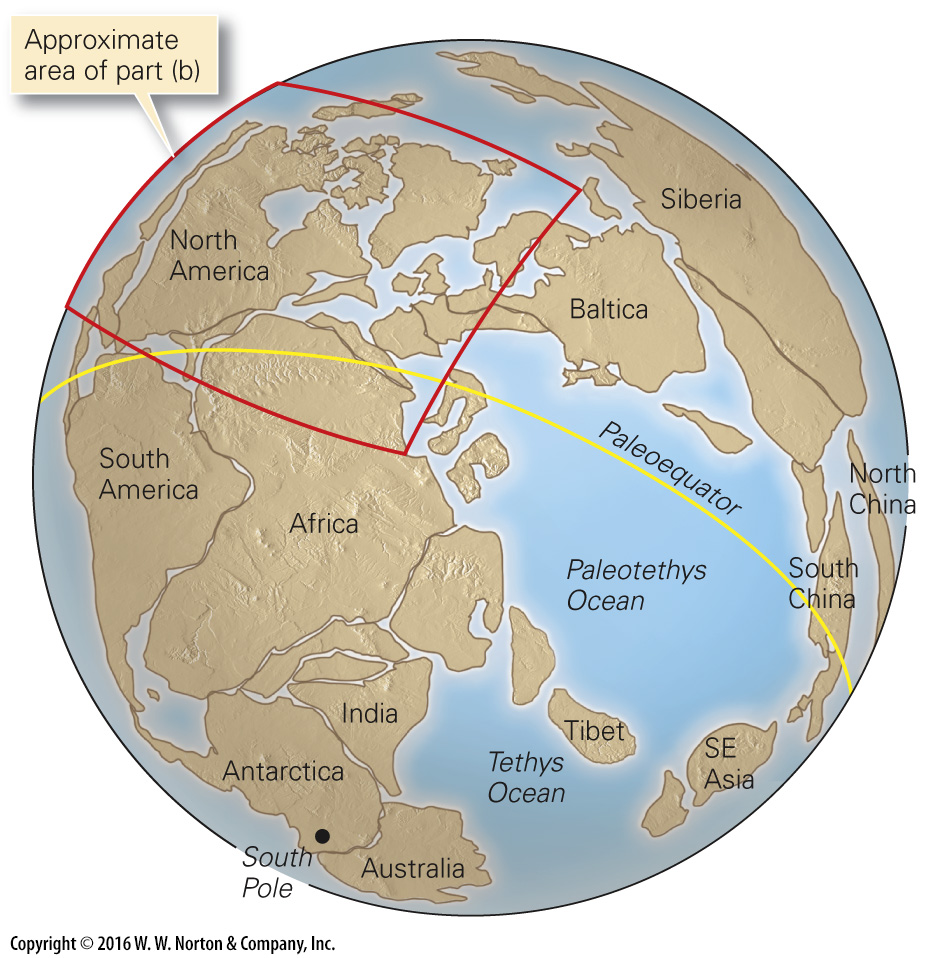 Approximate
area of part (b)
Siberia
North
America
Baltica
Paleoequator
South
America
North
China
Africa
Paleotethys
Ocean
South
China
India
Tibet
SE
Asia
Tethys
Ocean
Antarctica
South
Pole
Australia
Copyright © 2016 W. W. Norton & Company, Inc.